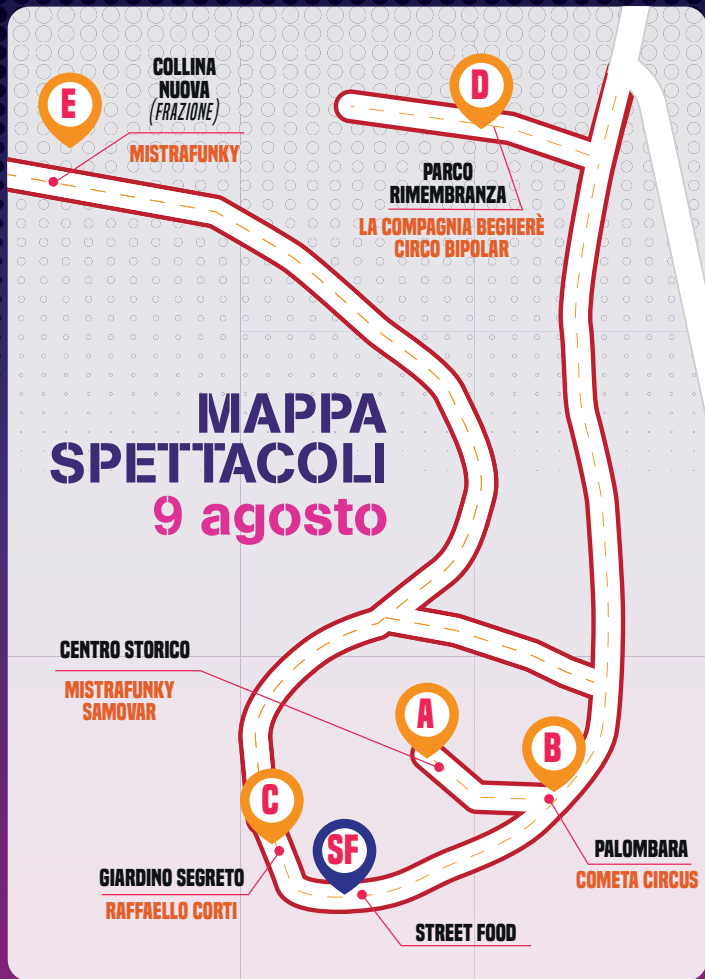 E
COLLINA
NUOVA
(FRAZIONE)
MISTRAFUNKY
D
PARCO
RIMEMBRANZA
LA COMPAGNIA BEGHERÈ
CIRCO BIPOLAR
MAPPA
SPETTACOLI
9 agosto
CENTRO STORICO
MISTRAFUNKY
SAMOVAR
A
B
C
SF
PALOMBARA
COMETA CIRCUS
GIARDINO SEGRETO
RAFFAELLO CORTI
STREET FOOD